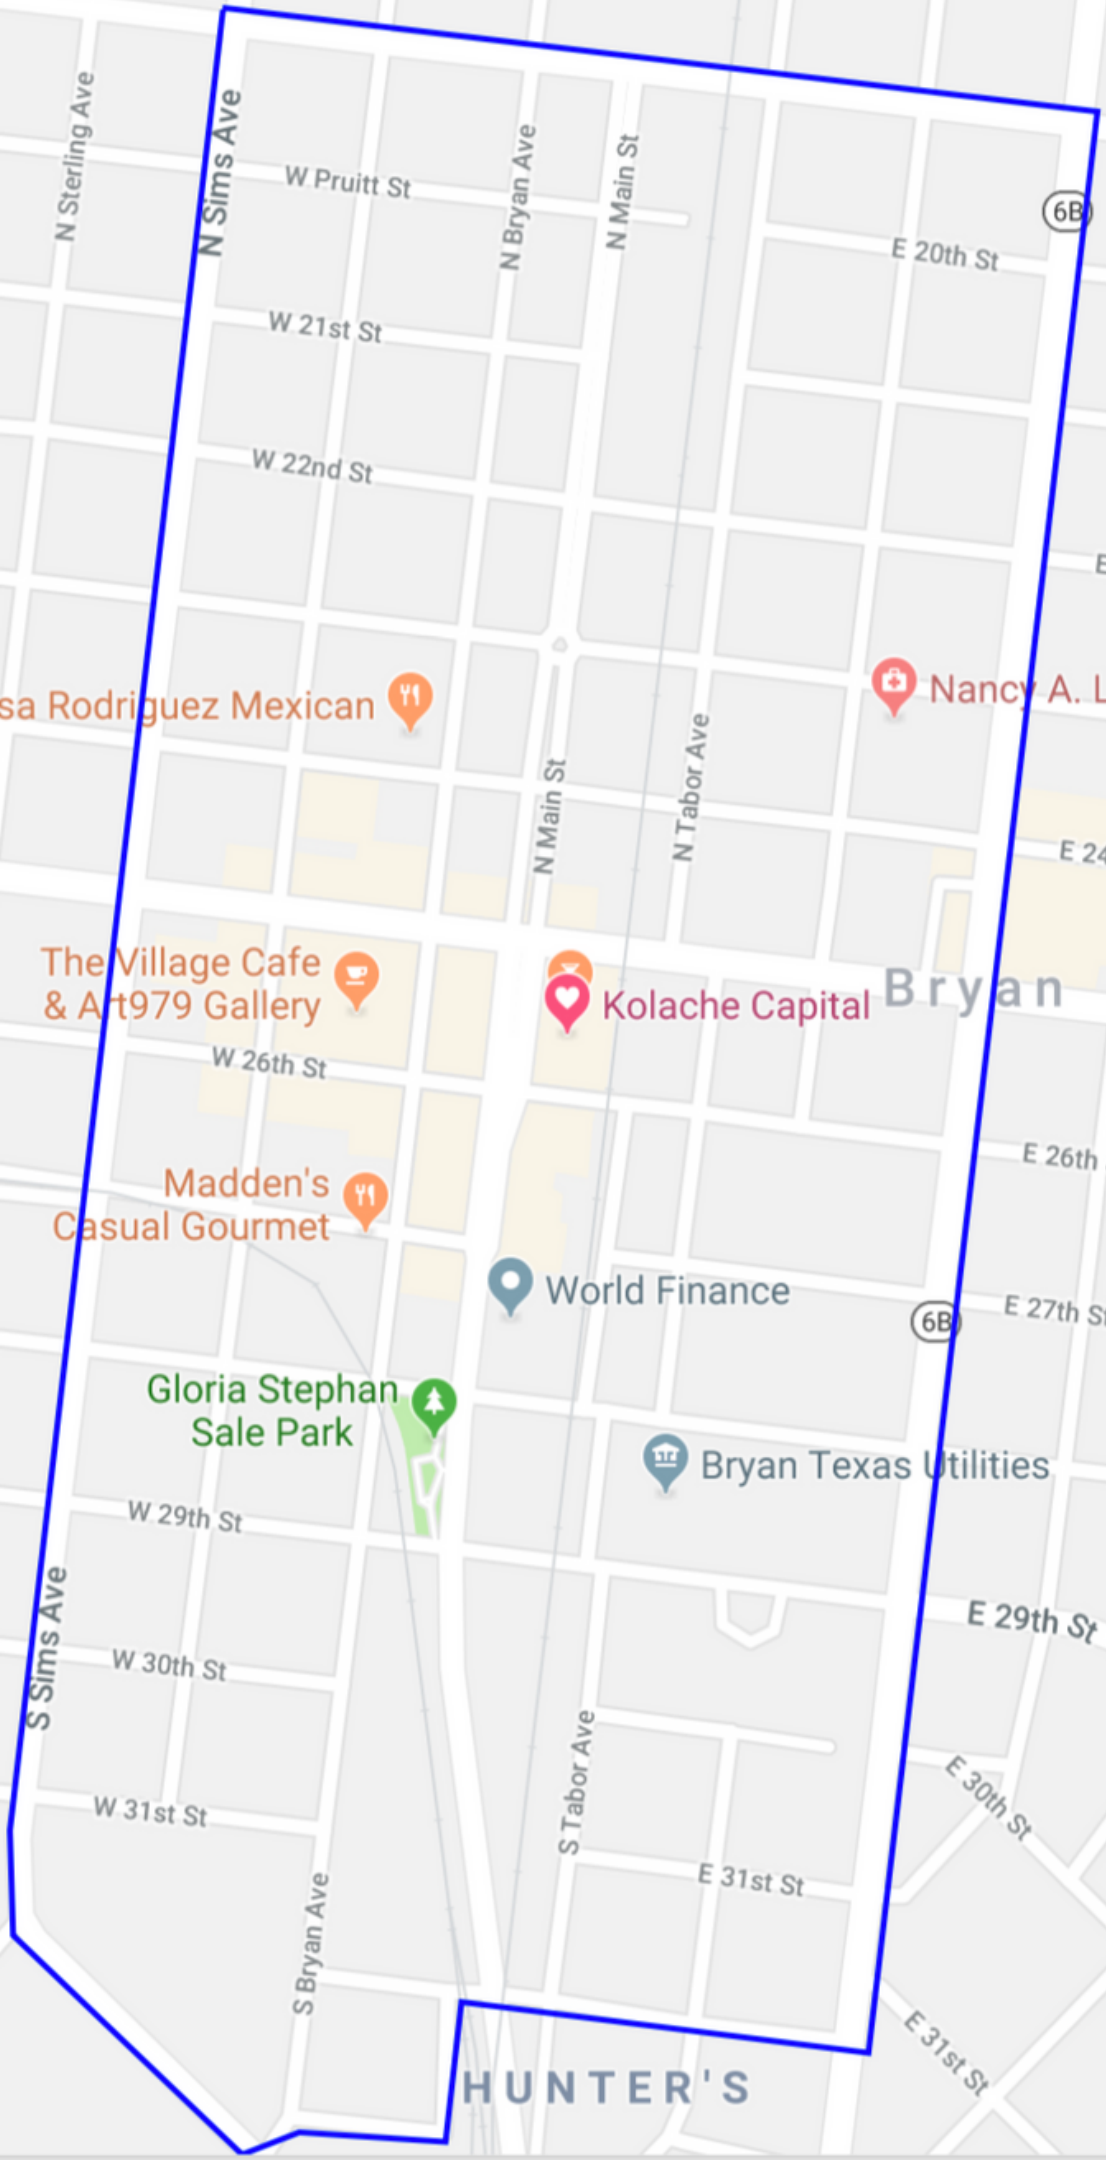 N Sterling Ave
N Sims Ave
W Pruitt St
N Bryan Ave
N Main St
6B
E 20th St
W 21st St
W 22nd St
sa Rodriguez Mexican
Nancy A. L
N Main St
N Tabor Ave
E 24
The Village Cafe
& Art979 Gallery
Kolache Capital
Bryan
W 26th St
E 26th
Madden's
Casual Gourmet
World Finance
E 27th St
6B
Gloria Stephan
Sale Park
Bryan Texas Utilities
W 29th St
E 29th St
S Sims Ave
W 30th St
S Tabor Ave
E 30th St
W 31st St
E 31st St
S Bryan Ave
E 31st St
HUNTER'S